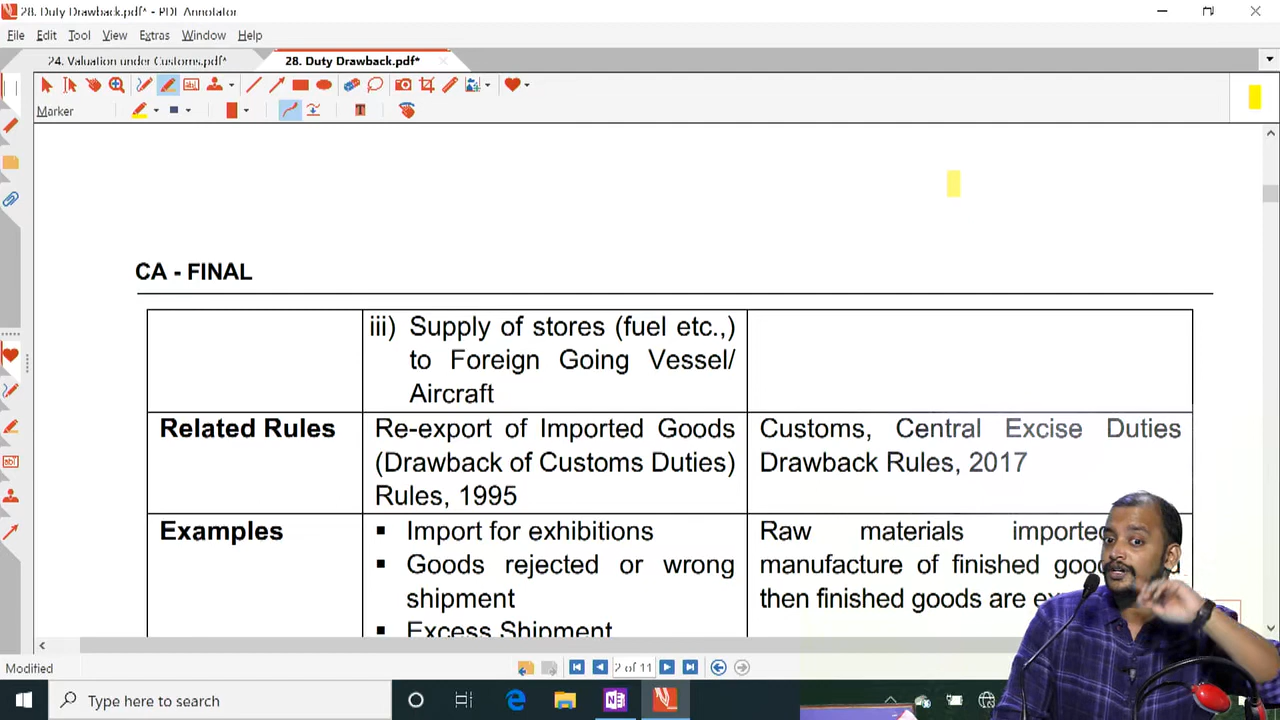 28. Duty Drawback.pdf* - PDF Annotator
File Edit Tool View Extras Window Help
24. Valuation under Customs.pdf* 28. Duty Drawback.pdf*
Marker
CA - FINAL
iii) Supply of stores (fuel etc.,)
to Foreign Going Vessel/
Aircraft
Related Rules
Re-export of Imported Goods
(Drawback of Customs Duties)
Rules, 1995
Customs, Central Excise Duties
Drawback Rules, 2017
Examples
▪ Import for exhibitions
▪ Goods rejected or wrong
shipment
▪ Excess Shipment
Raw materials imported
manufacture of finished
then finished goods are
Modified
2 of 11
Type here to search